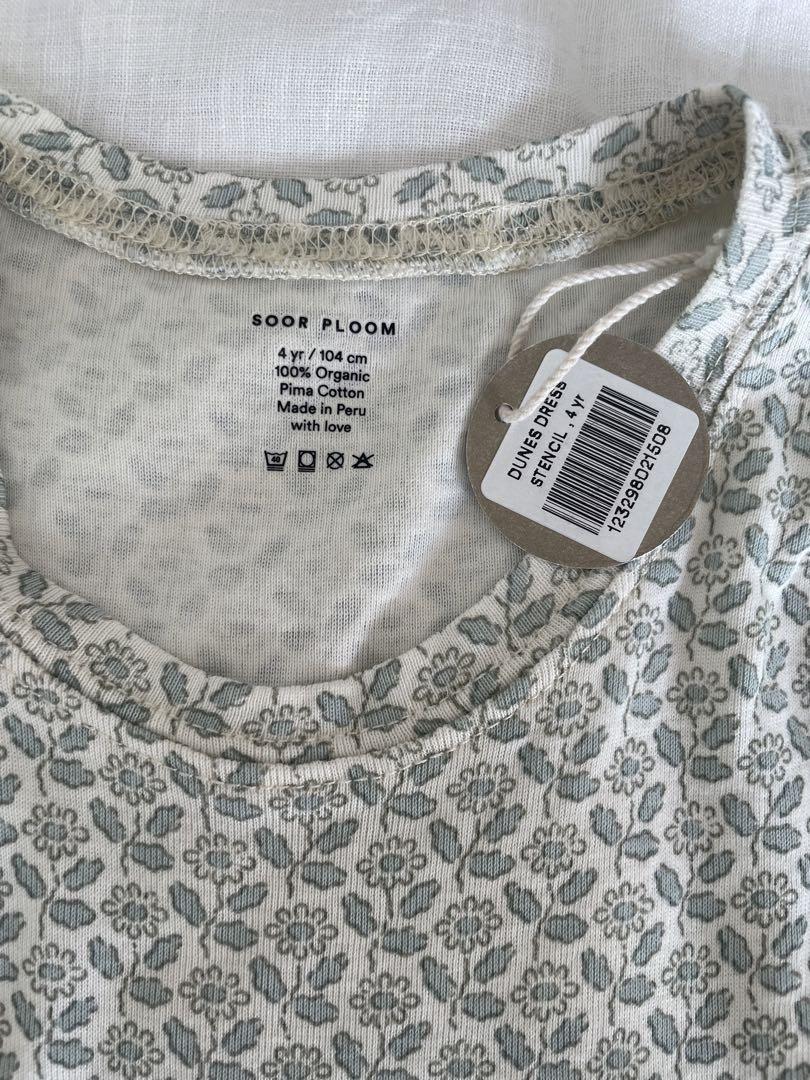 SOOR PLOOM
4 yr / 104 cm
100% Organic
Pima Cotton
Made in Peru
with love
40
DUNES DRESS
STENCIL : 4 yr
123298021508